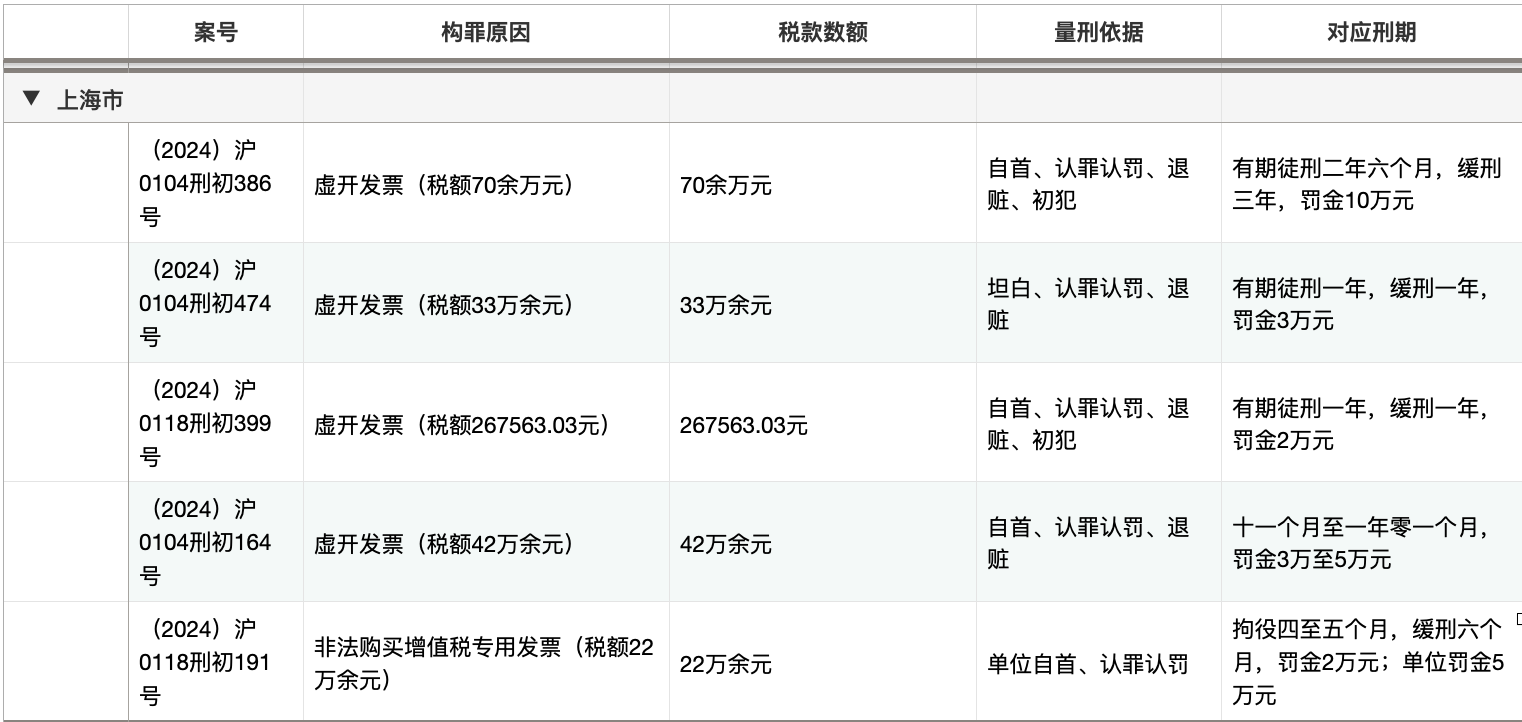 案号 构罪原因 税款数额 量刑依据 对应刑期
▼ 上海市
（2024）沪
0104刑初386
号
虚开发票（税额70余万元）
70余万元
自首、认罪认罚、退
赃、初犯
有期徒刑二年六个月，缓刑
三年，罚金10万元
（2024）沪
0104刑初474
号
虚开发票（税额33万余元）
33万余元
坦白、认罪认罚、退
赃
有期徒刑一年，缓刑一年，
罚金3万元
（2024）沪
0118刑初399
号
虚开发票（税额267563.03元）
267563.03元
自首、认罪认罚、退
赃、初犯
有期徒刑一年，缓刑一年，
罚金2万元
（2024）沪
0104刑初164
号
虚开发票（税额42万余元）
42万余元
自首、认罪认罚、退
赃
十一个月至一年零一个月，
罚金3万至5万元
（2024）沪
0118刑初191
号
非法购买增值税专用发票（税额22
万余元）
22万余元
单位自首、认罪认罚
拘役四至五个月，缓刑六个
月，罚金2万元；单位罚金5
万元